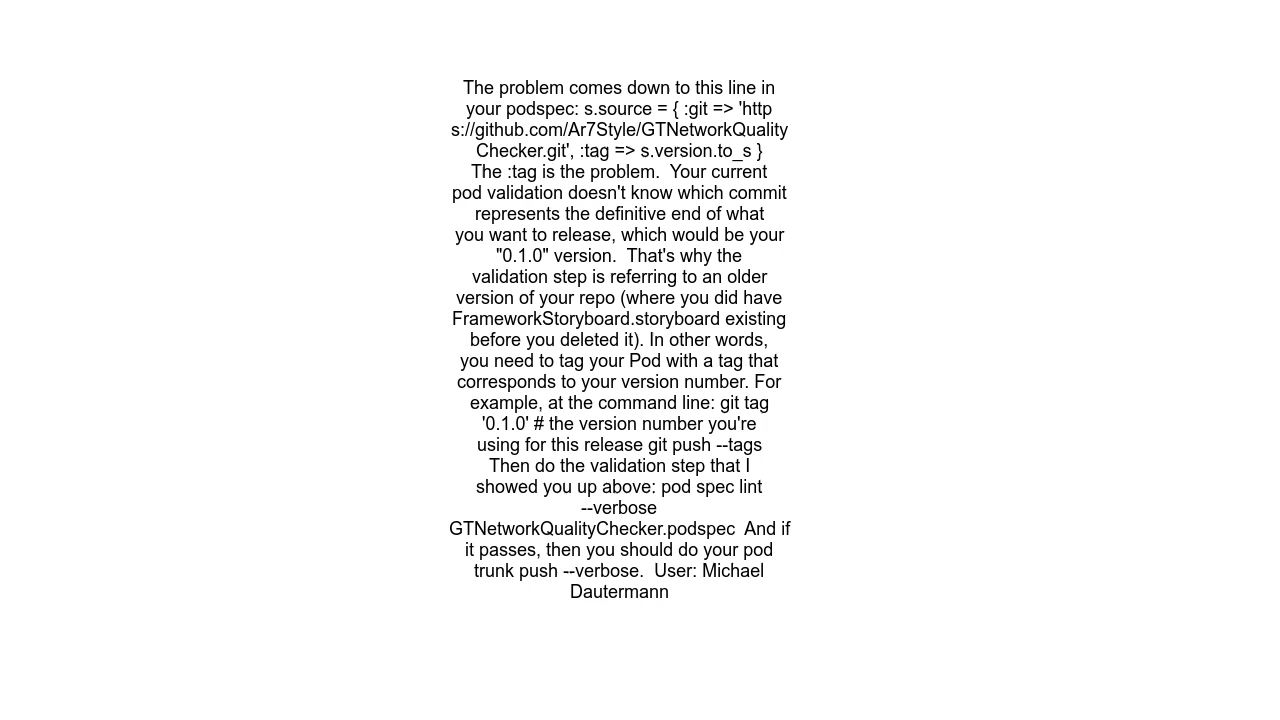 The problem comes down to this line in
your podspec: s.source = { :git => 'http
s://github.com/Ar7Style/GTNetworkQuality
Checker.git', :tag => s.version.to_s }
The :tag is the problem.  Your current
pod validation doesn't know which commit
represents the definitive end of what
you want to release, which would be your
"0.1.0" version.  That's why the
validation step is referring to an older
version of your repo (where you did have
FrameworkStoryboard.storyboard existing
before you deleted it). In other words,
you need to tag your Pod with a tag that
corresponds to your version number. For
example, at the command line: git tag
'0.1.0' # the version number you're
using for this release git push --tags
Then do the validation step that I
showed you up above: pod spec lint
--verbose
GTNetworkQualityChecker.podspec  And if
it passes, then you should do your pod
trunk push --verbose.  User: Michael
Dautermann